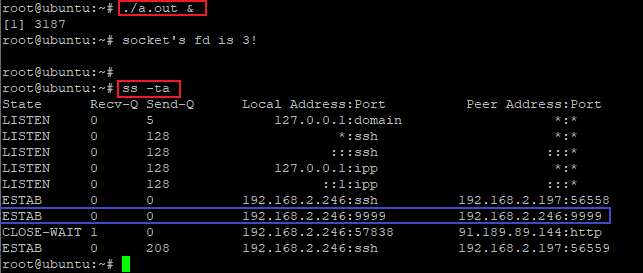 root@ubuntu:~# ./a.out &
[1] 3187
root@ubuntu:~# socket's fd is 3!

root@ubuntu:~#
root@ubuntu:~# ss -ta
State Recv-Q Send-Q Local Address:Port Peer Address:Port
LISTEN 0 5 127.0.0.1:domain *:*
LISTEN 0 128 *:ssh *:*
LISTEN 0 128 :::ssh :::*
LISTEN 0 128 127.0.0.1:ipp *:*
LISTEN 0 128 ::1:ipp :::*
ESTAB 0 0 192.168.2.246:ssh 192.168.2.197:56558
ESTAB 0 0 192.168.2.246:9999 192.168.2.246:9999
CLOSE-WAIT 1 0 192.168.2.246:57838 91.189.89.144:http
ESTAB 0 208 192.168.2.246:ssh 192.168.2.197:56559
root@ubuntu:~#